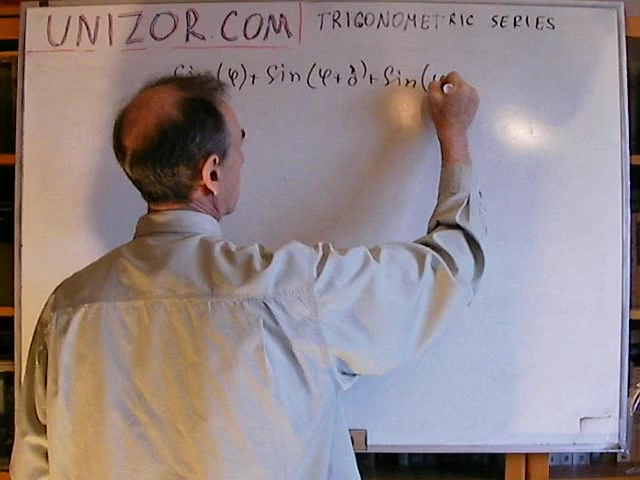 UNIZOR.COM | TRIGONOMETRIC SERIES
Sin (φ) + Sin (φ+δ) + Sin (φ